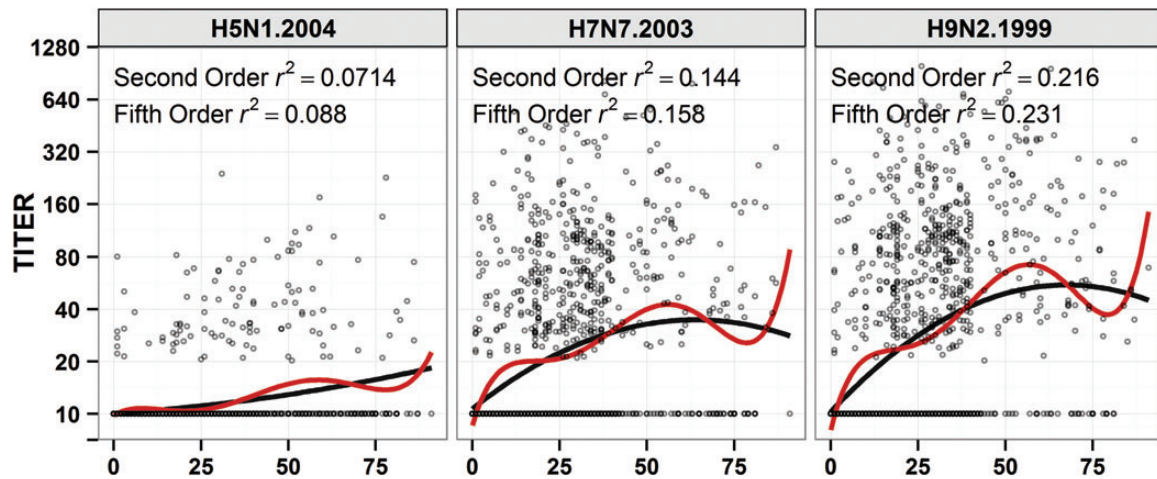 H5N1.2004 H7N7.2003 H9N2.1999
Second Order r² = 0.0714 Second Order r² = 0.144 Second Order r² = 0.216
Fifth Order r² = 0.088 Fifth Order r² = 0.158 Fifth Order r² = 0.231
TITER
1280
640
320
160
80
40
20
10
0 25 50 75 0 25 50 75 0 25 50 75